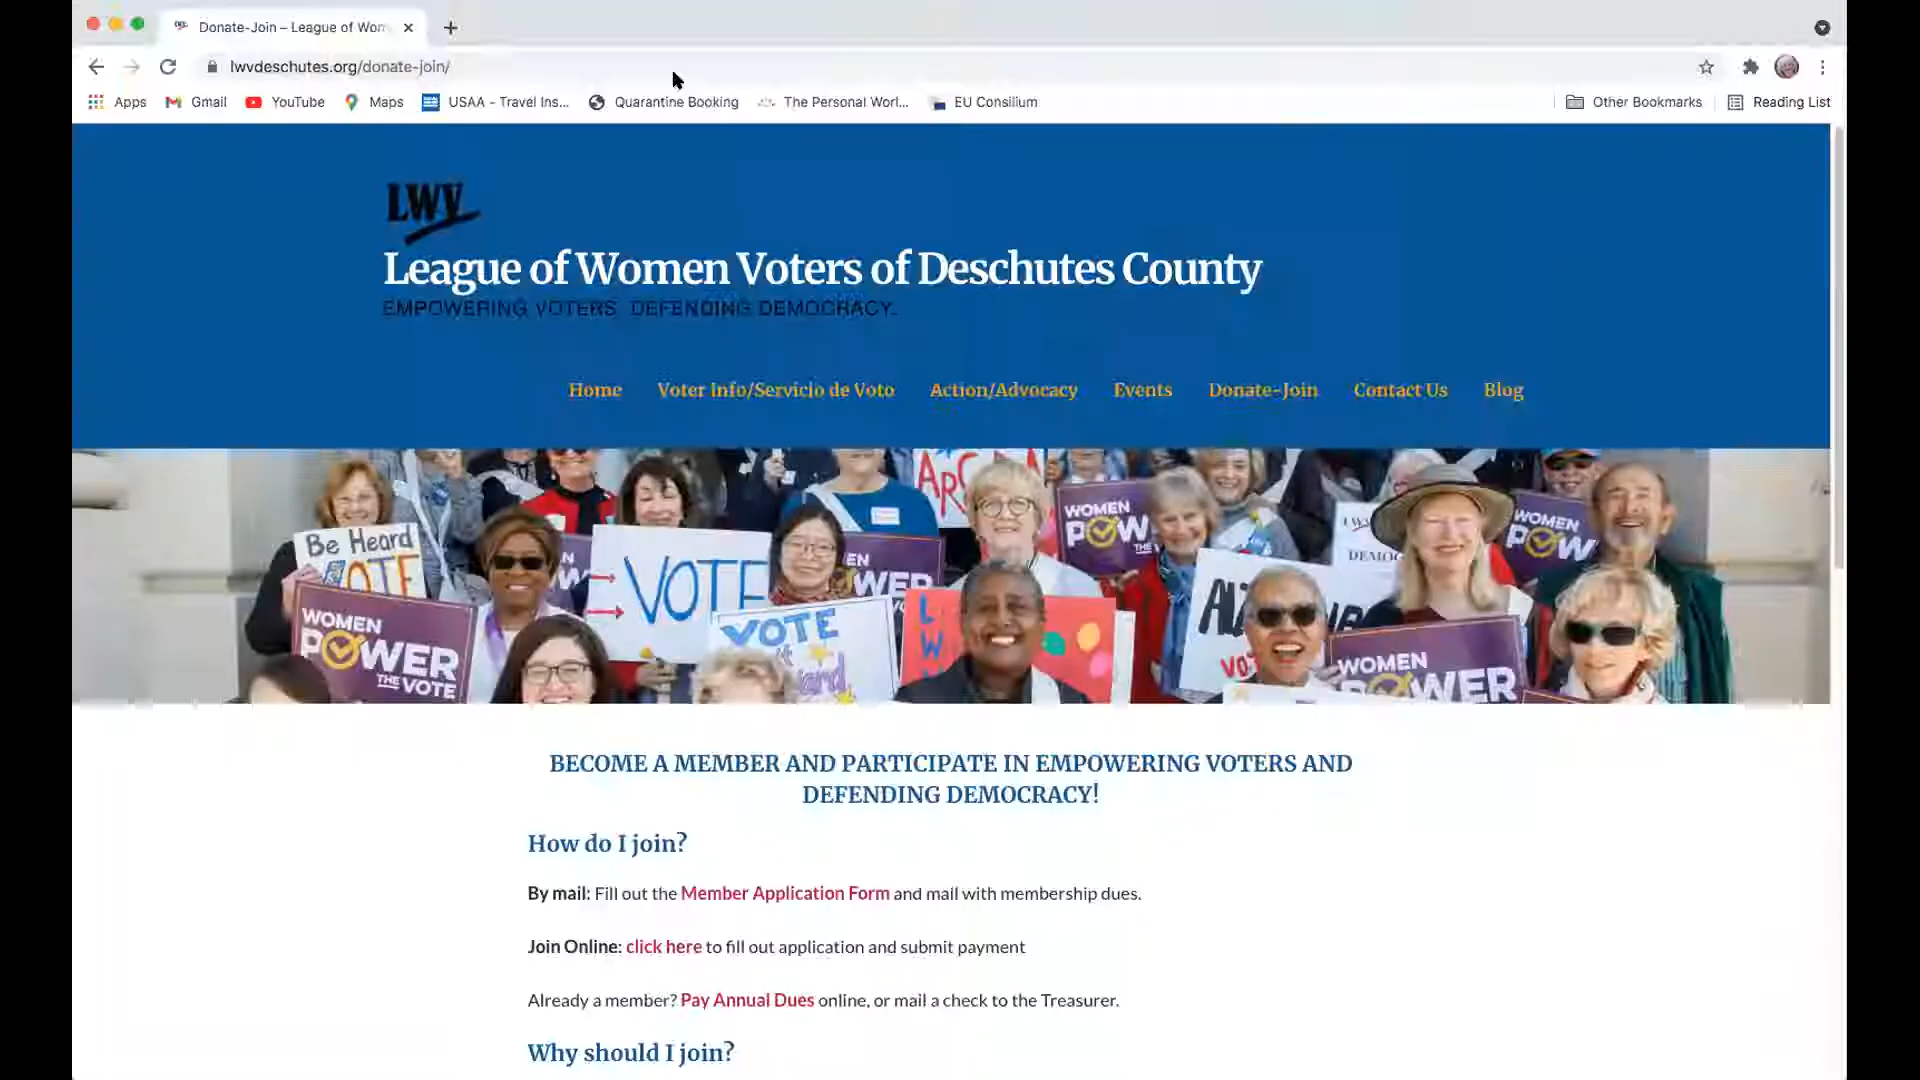 Donate-Join – League of Wom
lwvdeschutes.org/donate-join/
Apps Gmail YouTube Maps USAA - Travel Ins... Quarantine Booking The Personal Worl... EU Consilium Other Bookmarks Reading List
LWV
League of Women Voters of Deschutes County
EMPOWERING VOTERS. DEFENDING DEMOCRACY.
Home Voter Info/Servicio de Voto Action/Advocacy Events Donate-Join Contact Us Blog
Be Heard
VOTE
WOMEN
POWER
THE VOTE
VOTE
VOTE
WOMEN
POW
THE
WOMEN
POW
WOMEN
POWER
BECOME A MEMBER AND PARTICIPATE IN EMPOWERING VOTERS AND
DEFENDING DEMOCRACY!
How do I join?
By mail: Fill out the Member Application Form and mail with membership dues.
Join Online: click here to fill out application and submit payment
Already a member? Pay Annual Dues online, or mail a check to the Treasurer.
Why should I join?